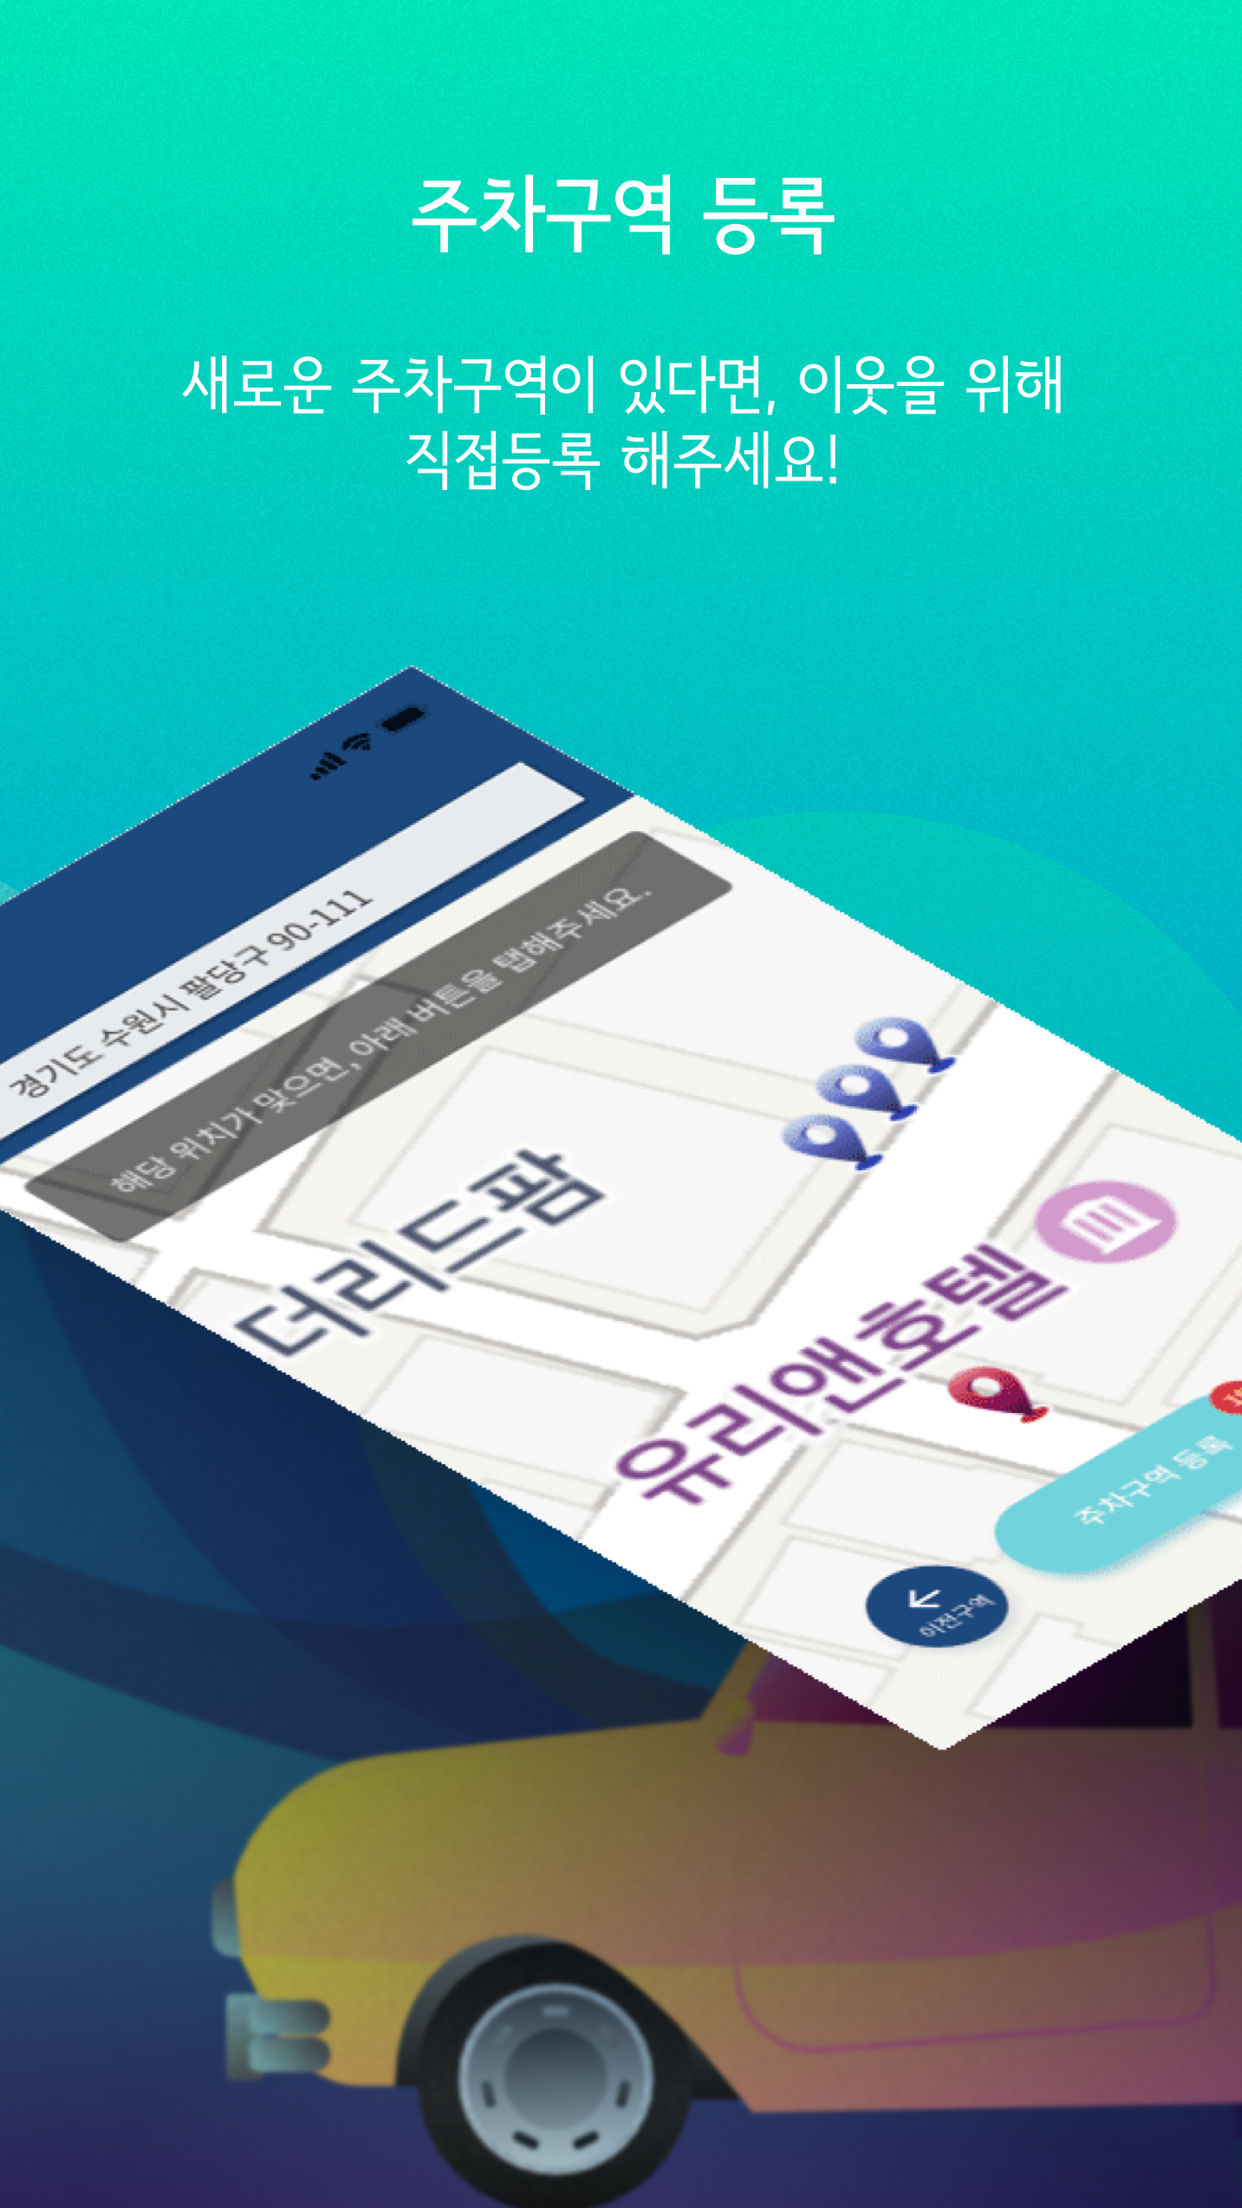 주차구역 등록
새로운 주차구역이 있다면, 이웃을 위해
직접등록 해주세요!
경기도 수원시 팔당구 90-111
해당 위치가 맞으면, 아래 버튼을 탭해주세요.
더리드팜
유리앤호텔
주차구역 등록
이전구역